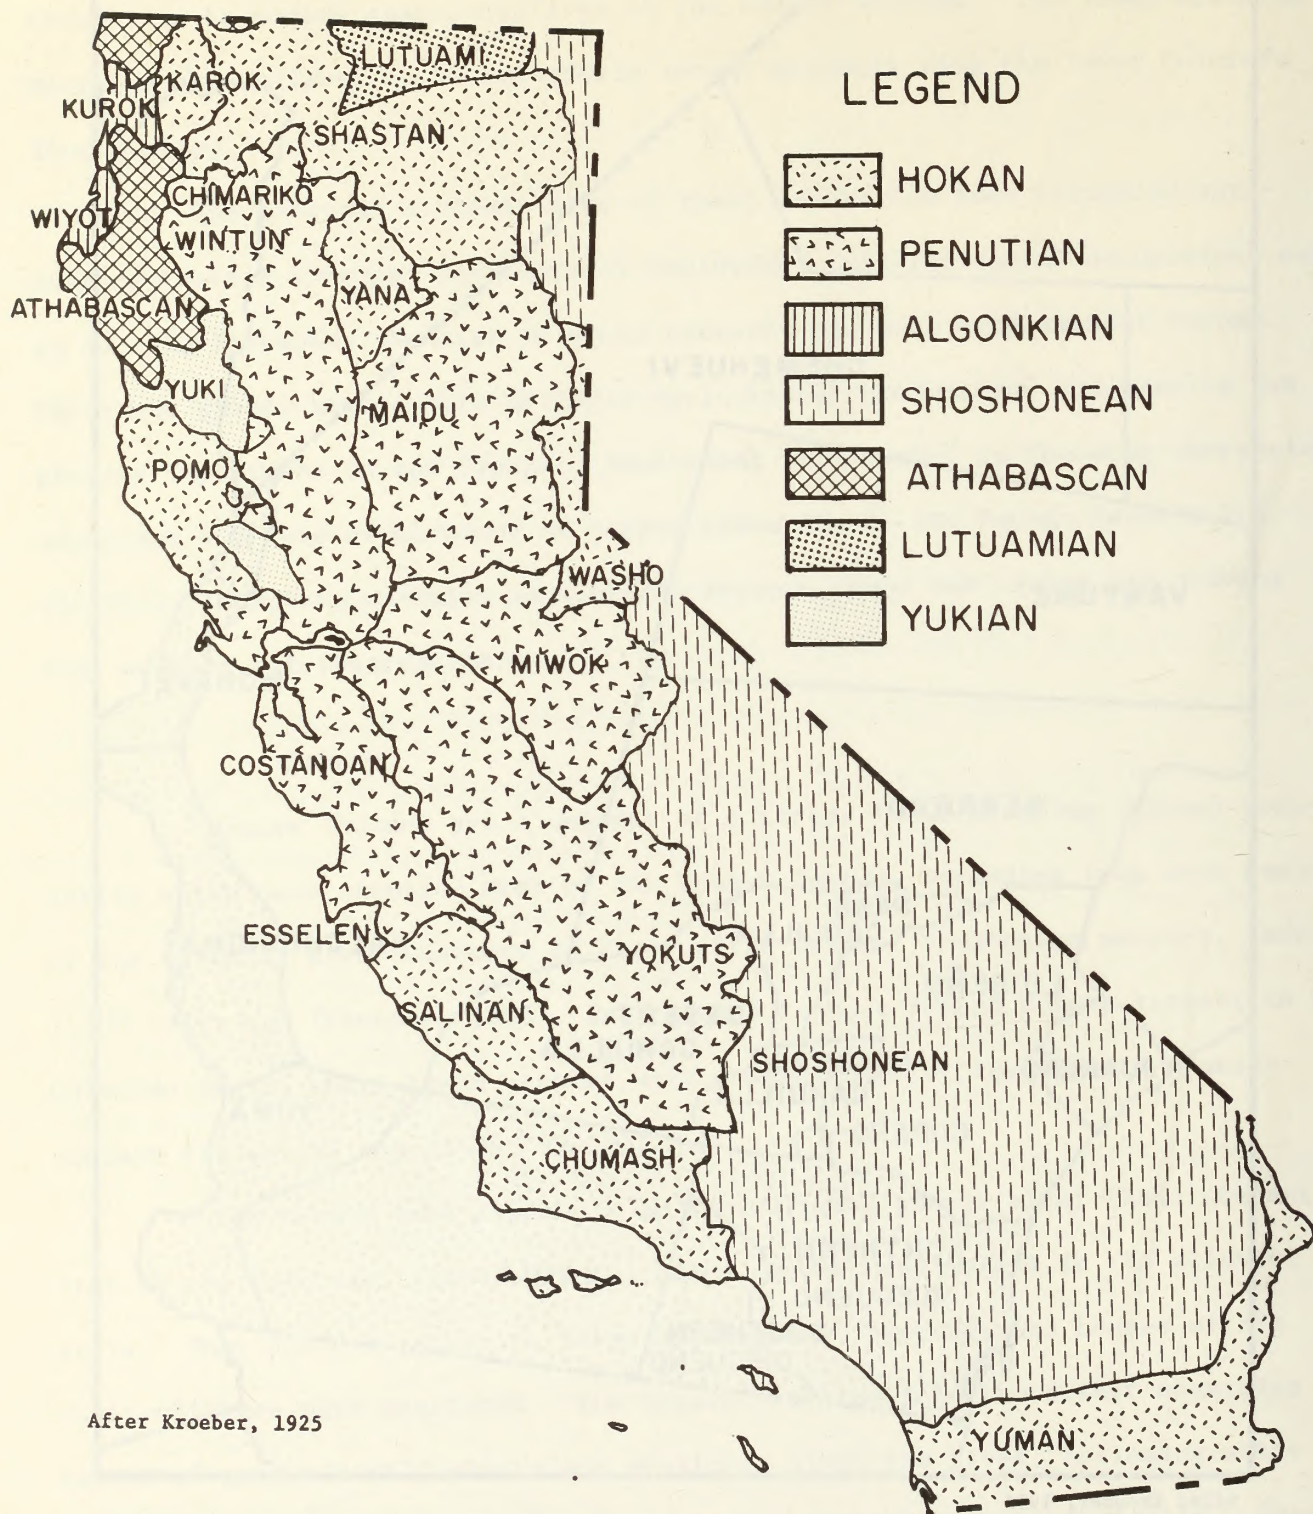 LUTUAMI
KAROK
KUROK
SHASTAN
CHIMARIKO
WIYOT
WINTUN
YANA
ATHABASCAN
YUKI
MAIDU
POMO
WASHO
MIWOK
COSTANOAN
ESSELEN
YOKUTS
SALINAN
SHOSHONEAN
CHUMASH
YUMAN
LEGEND
HOKAN
PENUTIAN
ALGONKIAN
SHOSHONEAN
ATHABASCAN
LUTUAMIAN
YUKIAN
After Kroeber, 1925